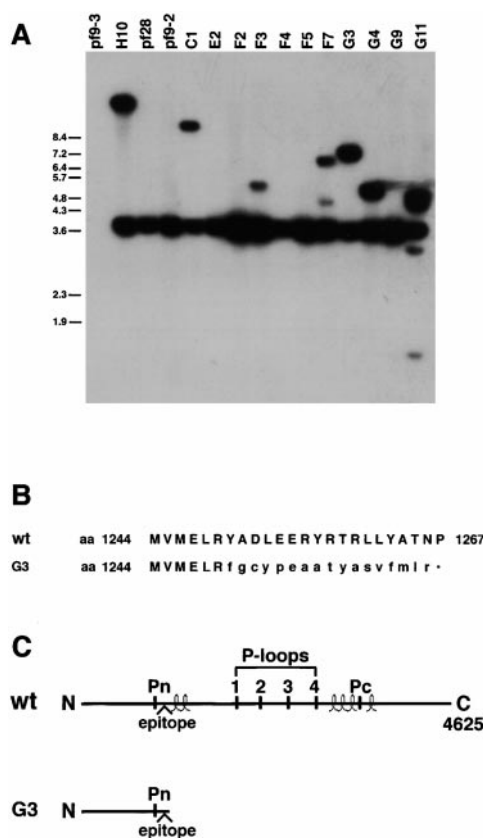 A
pf9-3 H10 pf28 pf9-2 C1 E2 F2 F3 F4 F5 F7 G3 G4 G9 G11
8.4
7.2
6.4
5.7
4.8
4.3
3.6
2.3
1.9
B
wt aa 1244 M V M E L R Y A D L E E R Y R T R L L Y A T N P 1267
G3 aa 1244 M V M E L R f g c y p e a a t y a s v f m l r ·
C
P-loops
Pn 1 2 3 4 Pc
wt N C
epitope 4625
Pn
G3 N
epitope